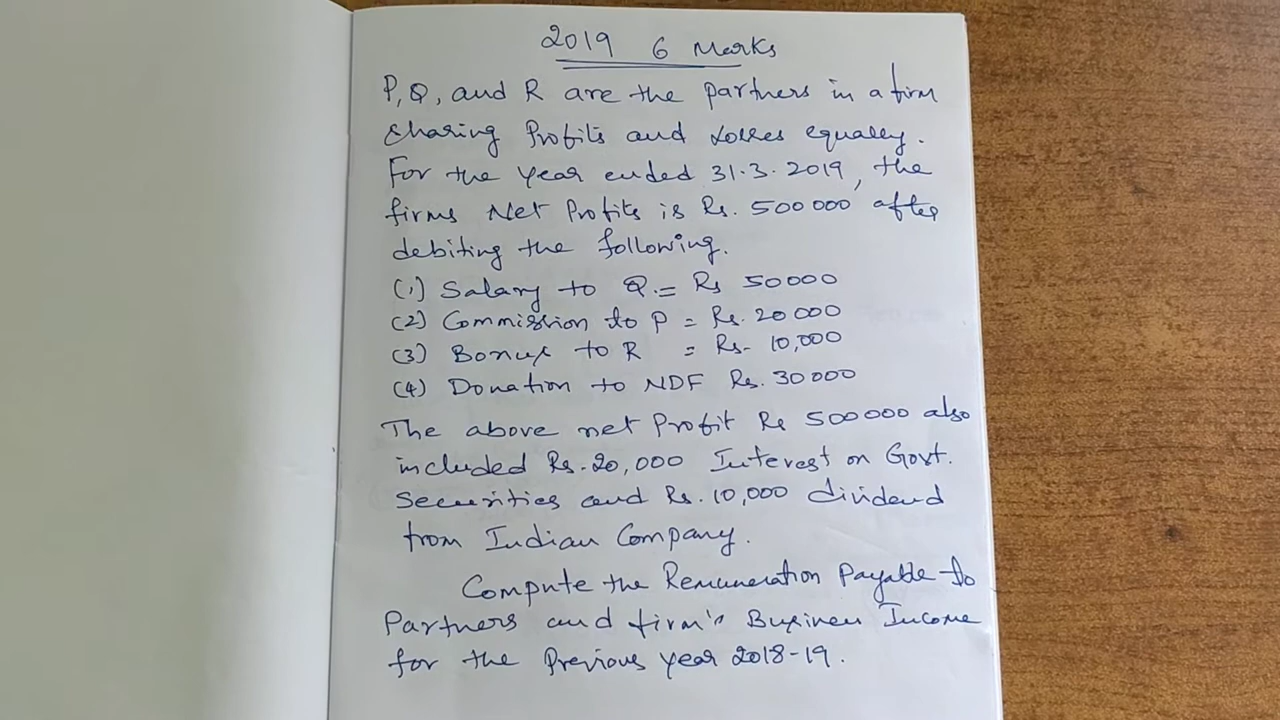 2019 6 Marks
P, Q, and R are the partners in a firm
sharing Profits and Losses equally.
For the year ended 31.3.2019, the
firms Net Profits is Rs. 500000 after
debiting the following.
(1) Salary to Q = Rs 50000
(2) Commission to P = Rs. 20000
(3) Bonus to R = Rs- 10,000
(4) Donation to NDF Rs. 30000
The above net Profit Rs 500000 also
included Rs. 20,000 Interest on Govt.
Securities and Rs. 10,000 dividend
from Indian Company.
Compute the Remuneration Payable to
Partners and firm's Business Income
for the Previous year 2018-19.